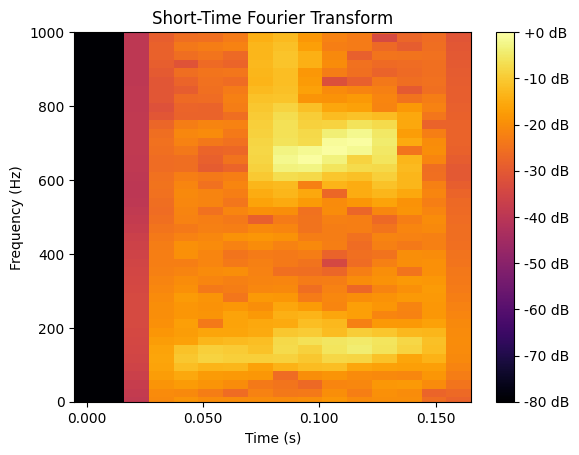 Short-Time Fourier Transform
1000
800
600
400
200
0
Frequency (Hz)
0.000
0.050
0.100
0.150
Time (s)
+0 dB
-10 dB
-20 dB
-30 dB
-40 dB
-50 dB
-60 dB
-70 dB
-80 dB